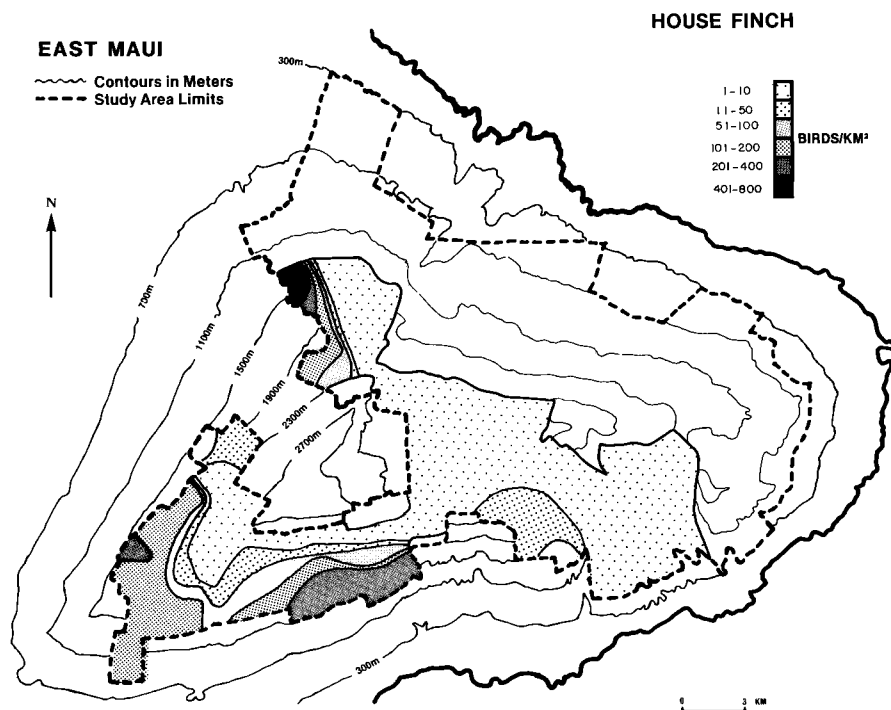 HOUSE FINCH
EAST MAUI
Contours in Meters
Study Area Limits
300m
1-10
11-50
51-100
101-200
201-400
401-800
BIRDS/KM²
N
700m
1100m
1500m
1900m
2300m
2700m
300m
0 3 KM